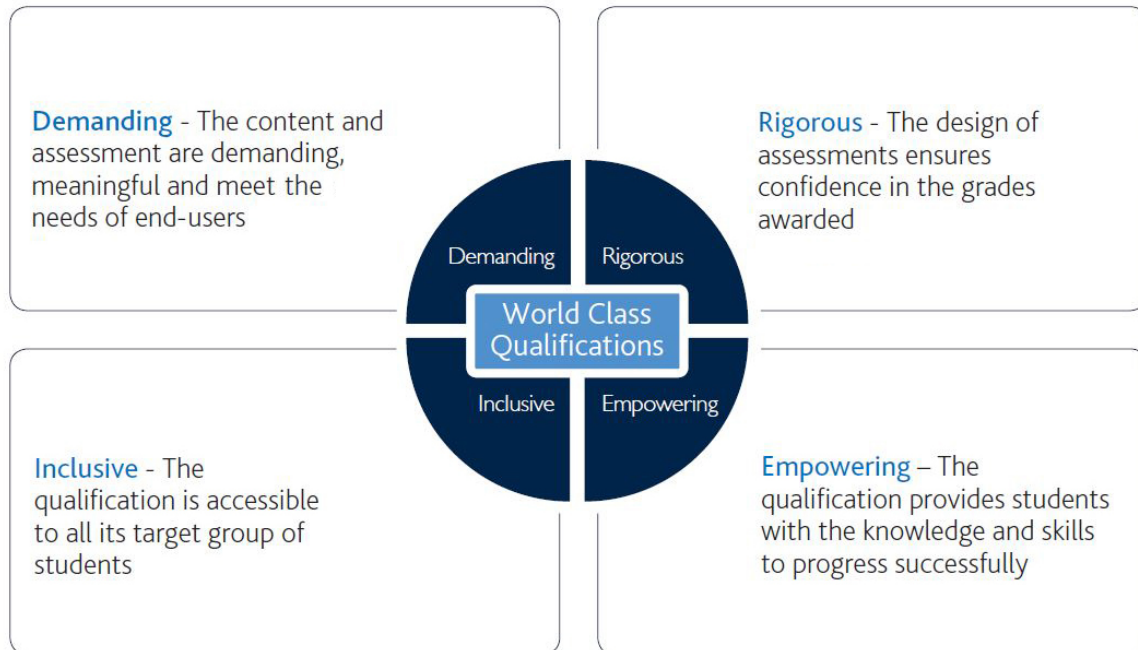 Demanding - The content and
assessment are demanding,
meaningful and meet the
needs of end-users
Rigorous - The design of
assessments ensures
confidence in the grades
awarded
Demanding
Rigorous
World Class
Qualifications
Inclusive
Empowering
Inclusive - The
qualification is accessible
to all its target group of
students
Empowering – The
qualification provides students
with the knowledge and skills
to progress successfully